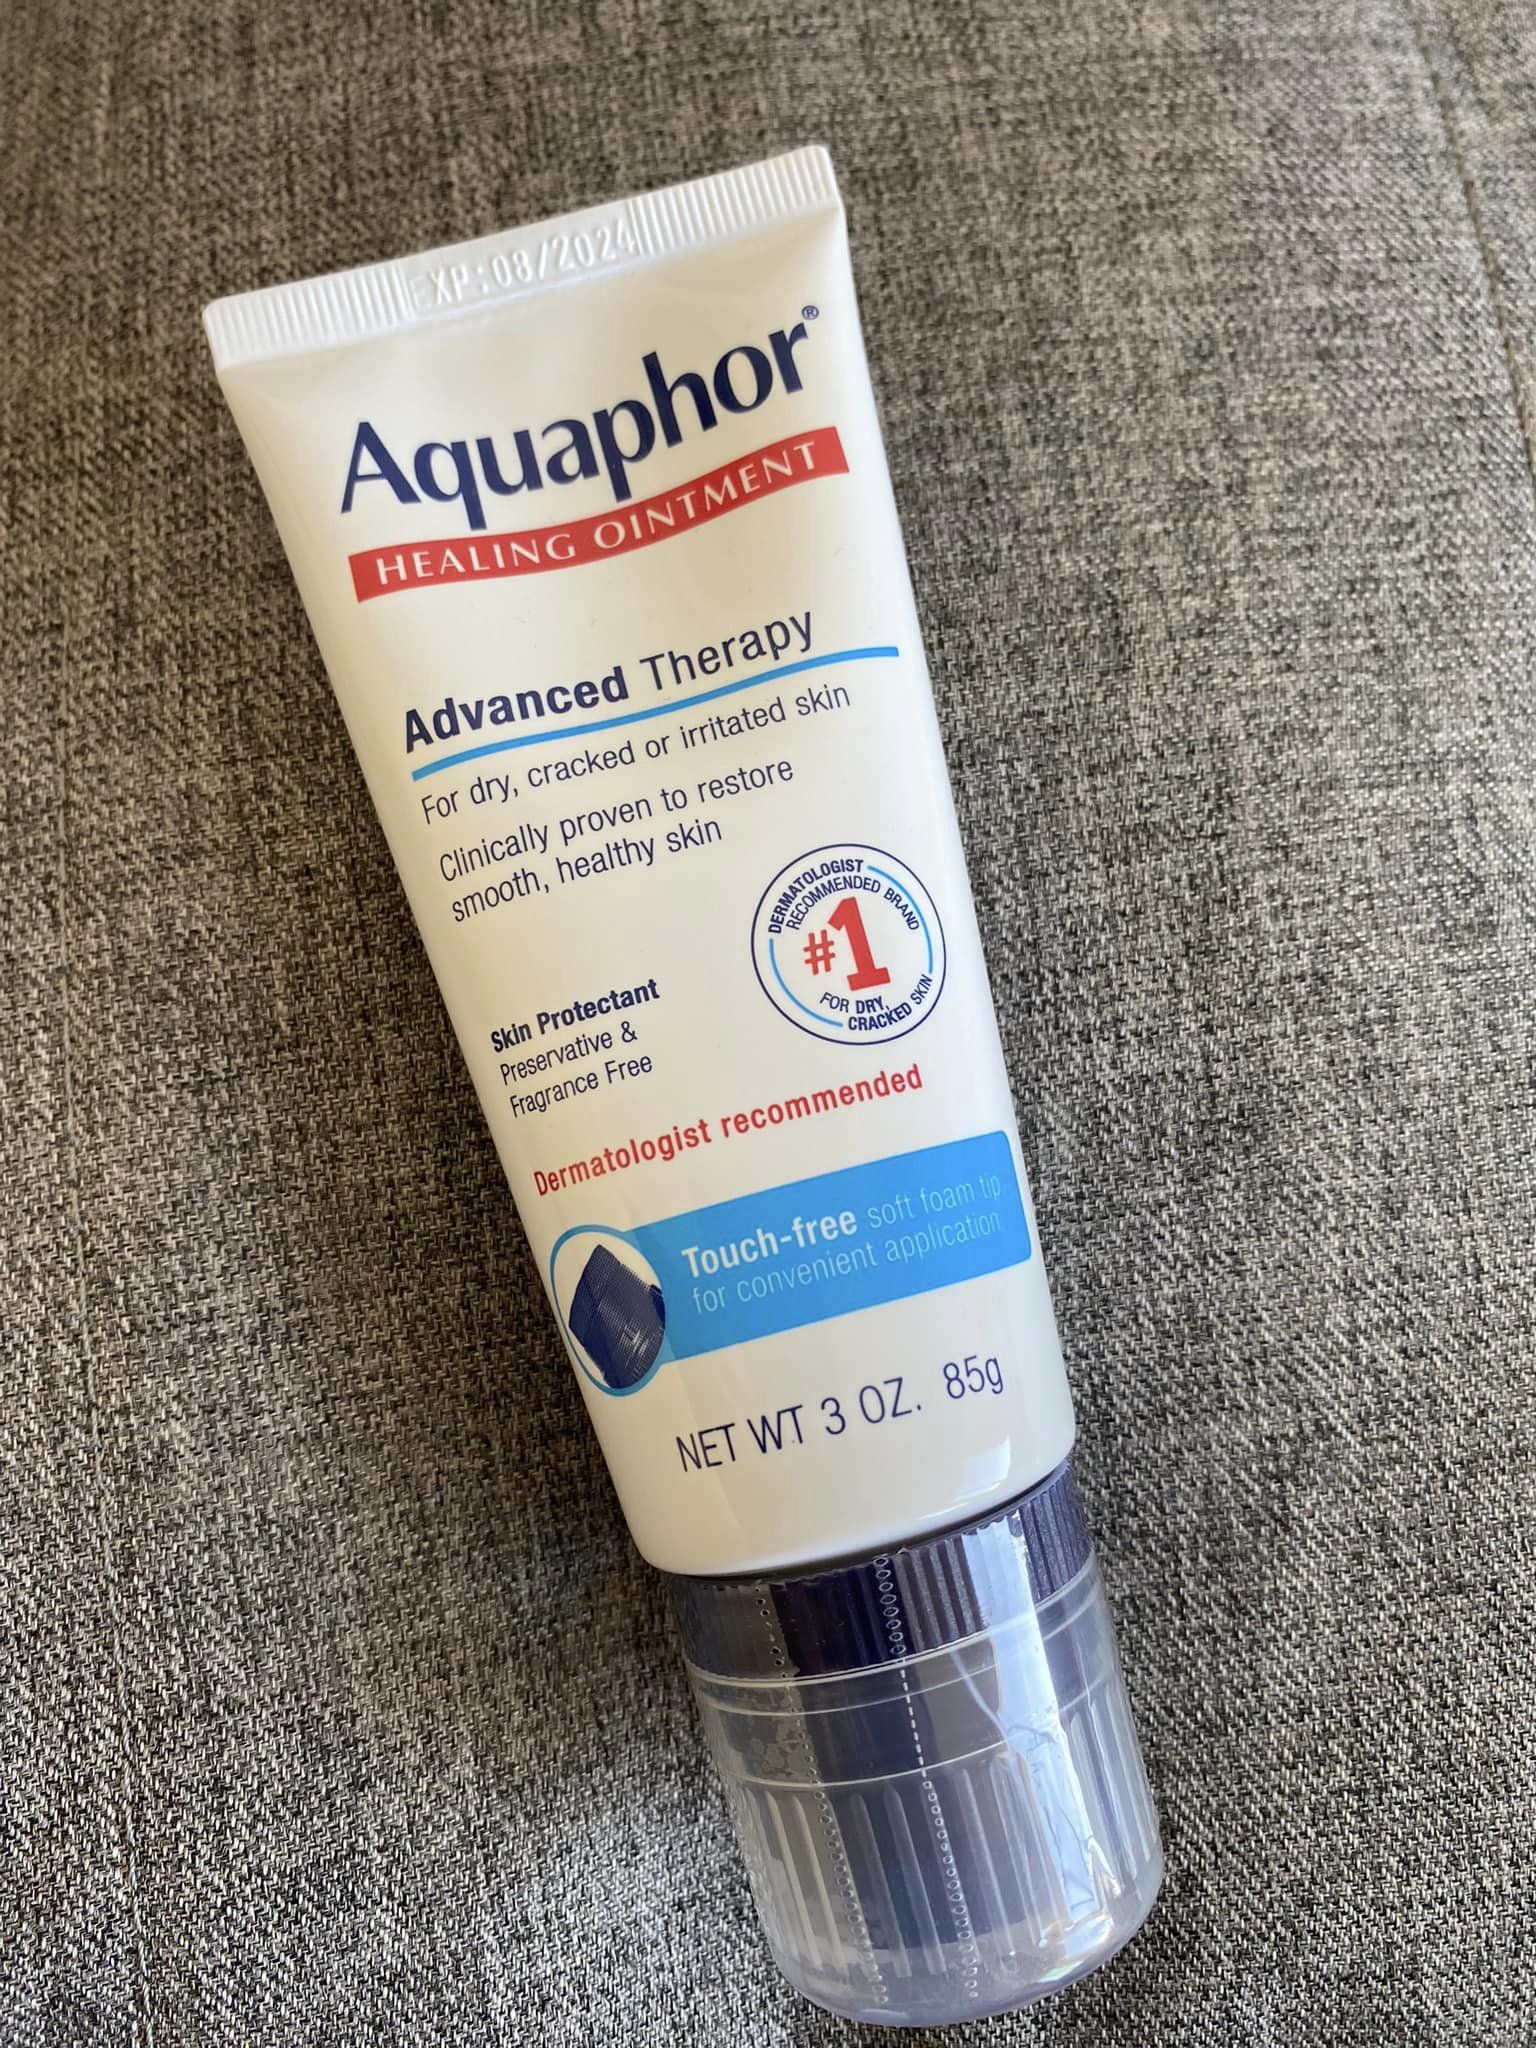 EXP:08/2024
Aquaphor®
HEALING OINTMENT
Advanced Therapy
For dry, cracked or irritated skin
Clinically proven to restore
smooth, healthy skin
DERMATOLOGIST
RECOMMENDED BRAND
#1
FOR DRY,
CRACKED SKIN
Skin Protectant
Preservative &
Fragrance Free
Dermatologist recommended
Touch-free soft foam tip
for convenient application
NET WT 3 OZ. 85g